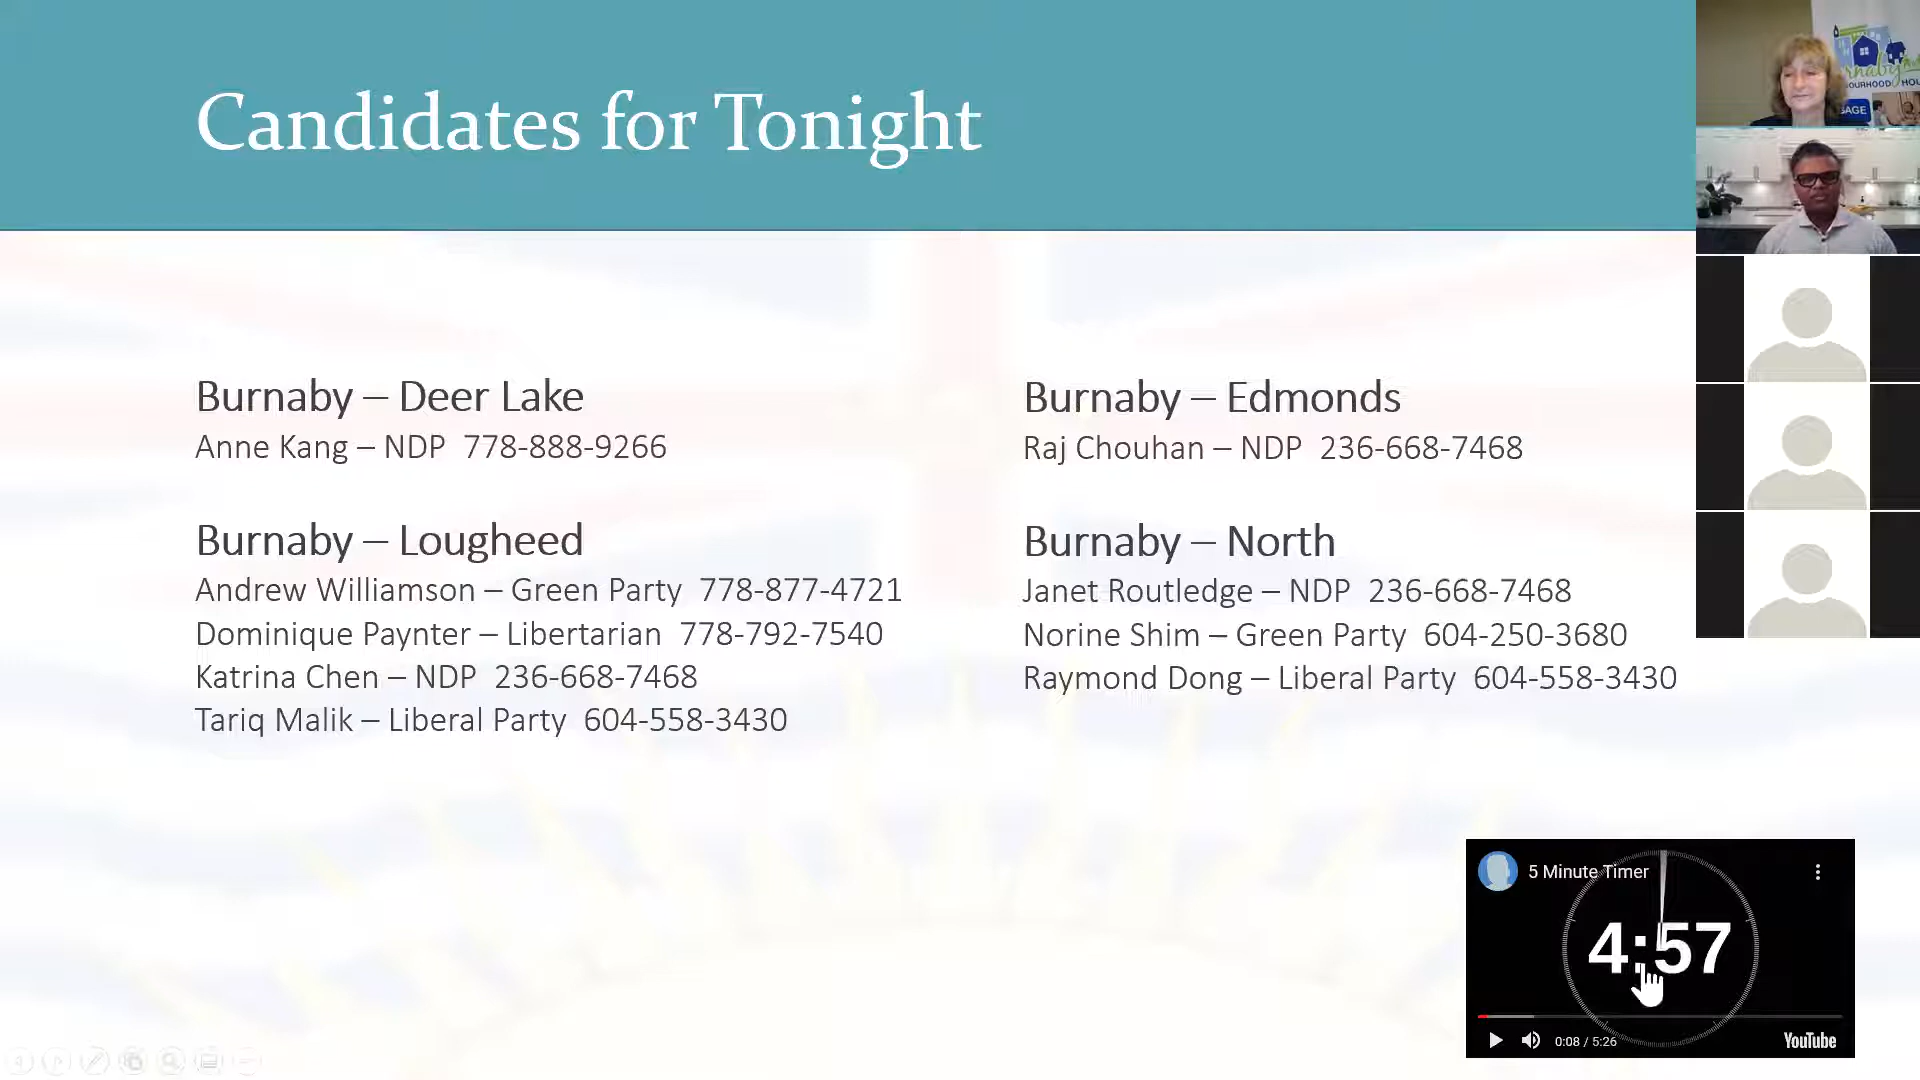 Candidates for Tonight
Burnaby – Deer Lake
Anne Kang – NDP 778-888-9266
Burnaby – Lougheed
Andrew Williamson – Green Party 778-877-4721
Dominique Paynter – Libertarian 778-792-7540
Katrina Chen – NDP 236-668-7468
Tariq Malik – Liberal Party 604-558-3430
Burnaby – Edmonds
Raj Chouhan – NDP 236-668-7468
Burnaby – North
Janet Routledge – NDP 236-668-7468
Norine Shim – Green Party 604-250-3680
Raymond Dong – Liberal Party 604-558-3430
5 Minute Timer
4:57
0:08 / 5:26
YouTube